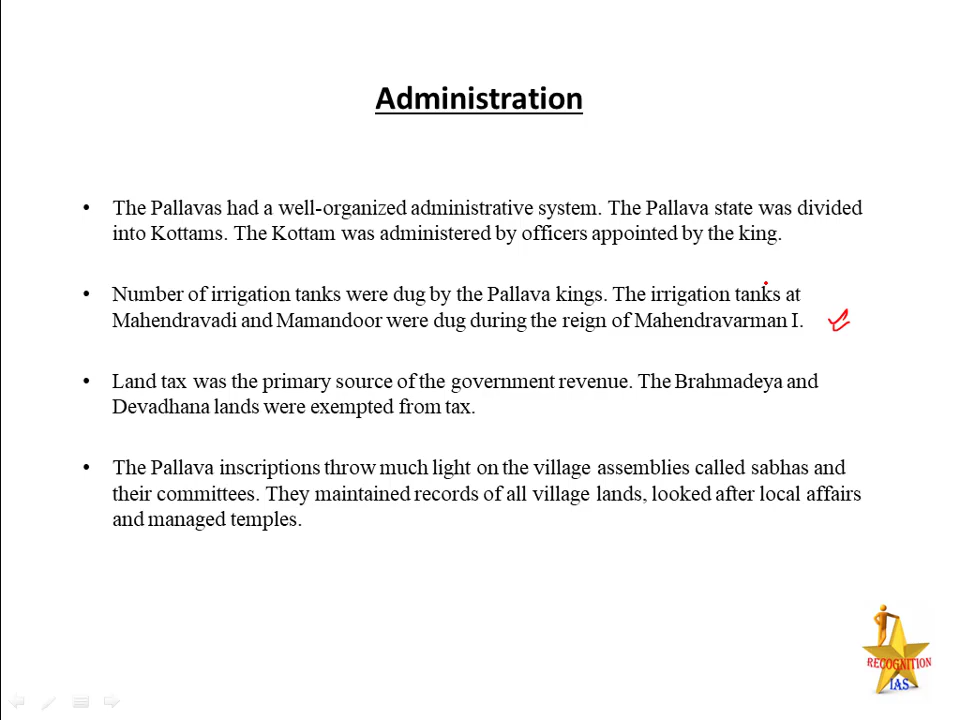 Administration
• The Pallavas had a well-organized administrative system. The Pallava state was divided
into Kottams. The Kottam was administered by officers appointed by the king.
• Number of irrigation tanks were dug by the Pallava kings. The irrigation tanks at
Mahendravadi and Mamandoor were dug during the reign of Mahendravarman I.
• Land tax was the primary source of the government revenue. The Brahmadeya and
Devadhana lands were exempted from tax.
• The Pallava inscriptions throw much light on the village assemblies called sabhas and
their committees. They maintained records of all village lands, looked after local affairs
and managed temples.
RECOGNITION
IAS